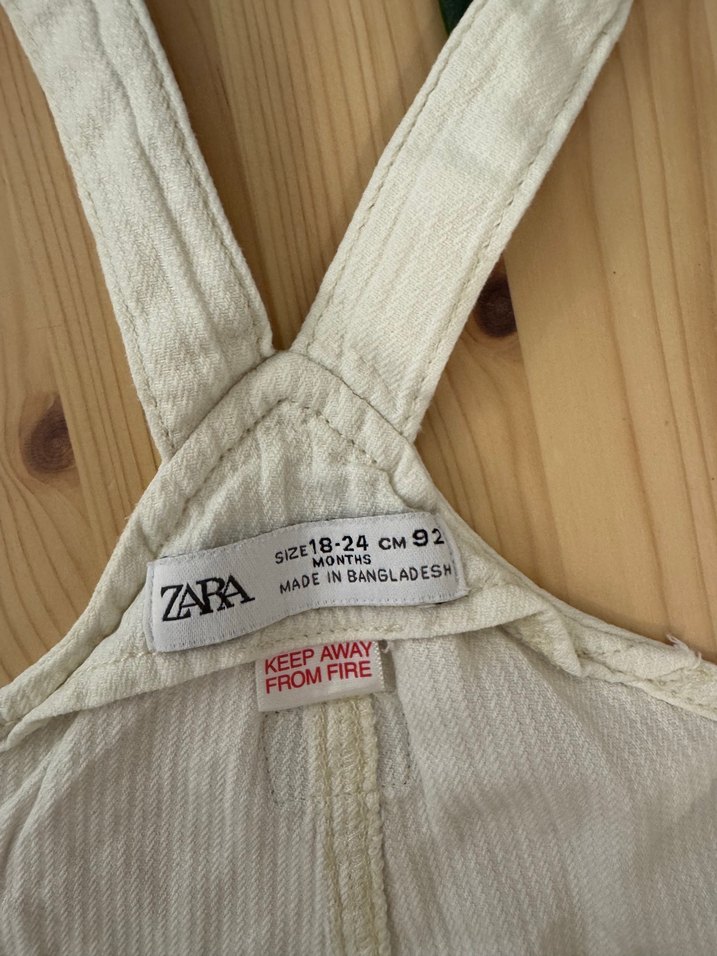 ZARA
SIZE 18-24 CM 92
MONTHS
MADE IN BANGLADESH
KEEP AWAY
FROM FIRE